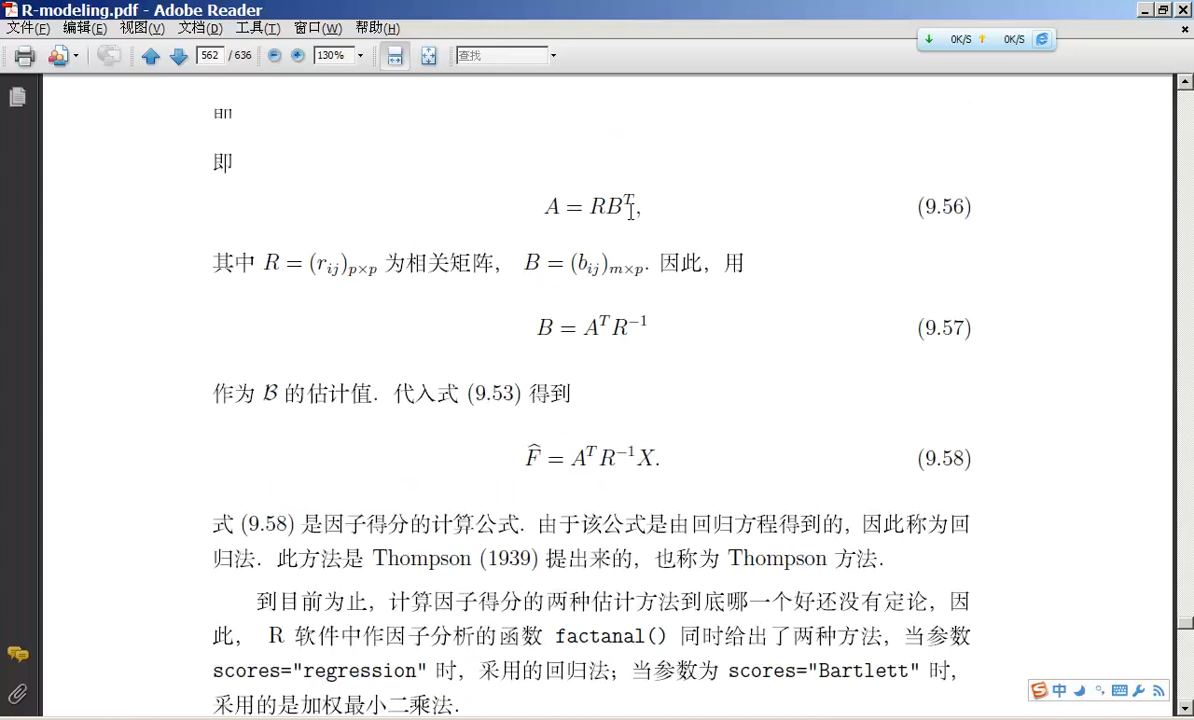 R-modeling.pdf - Adobe Reader
文件(F) 编辑(E) 视图(V) 文档(D) 工具(T) 窗口(W) 帮助(H)
0K/S 0K/S
562 / 636 130% 查找
即
即
A = RB^T, (9.56)
其中 R = (r_{ij})_{p×p} 为相关矩阵, B = (b_{ij})_{m×p}. 因此, 用
B = A^T R^{-1} (9.57)
作为 ℬ 的估计值. 代入式 (9.53) 得到
F̂ = A^T R^{-1} X. (9.58)
式 (9.58) 是因子得分的计算公式. 由于该公式是由回归方程得到的, 因此称为回
归法. 此方法是 Thompson (1939) 提出来的, 也称为 Thompson 方法.
到目前为止, 计算因子得分的两种估计方法到底哪一个好还没有定论, 因
此, R 软件中作因子分析的函数 factanal() 同时给出了两种方法, 当参数
scores="regression" 时, 采用的回归法; 当参数为 scores="Bartlett" 时,
采用的是加权最小二乘法.
中